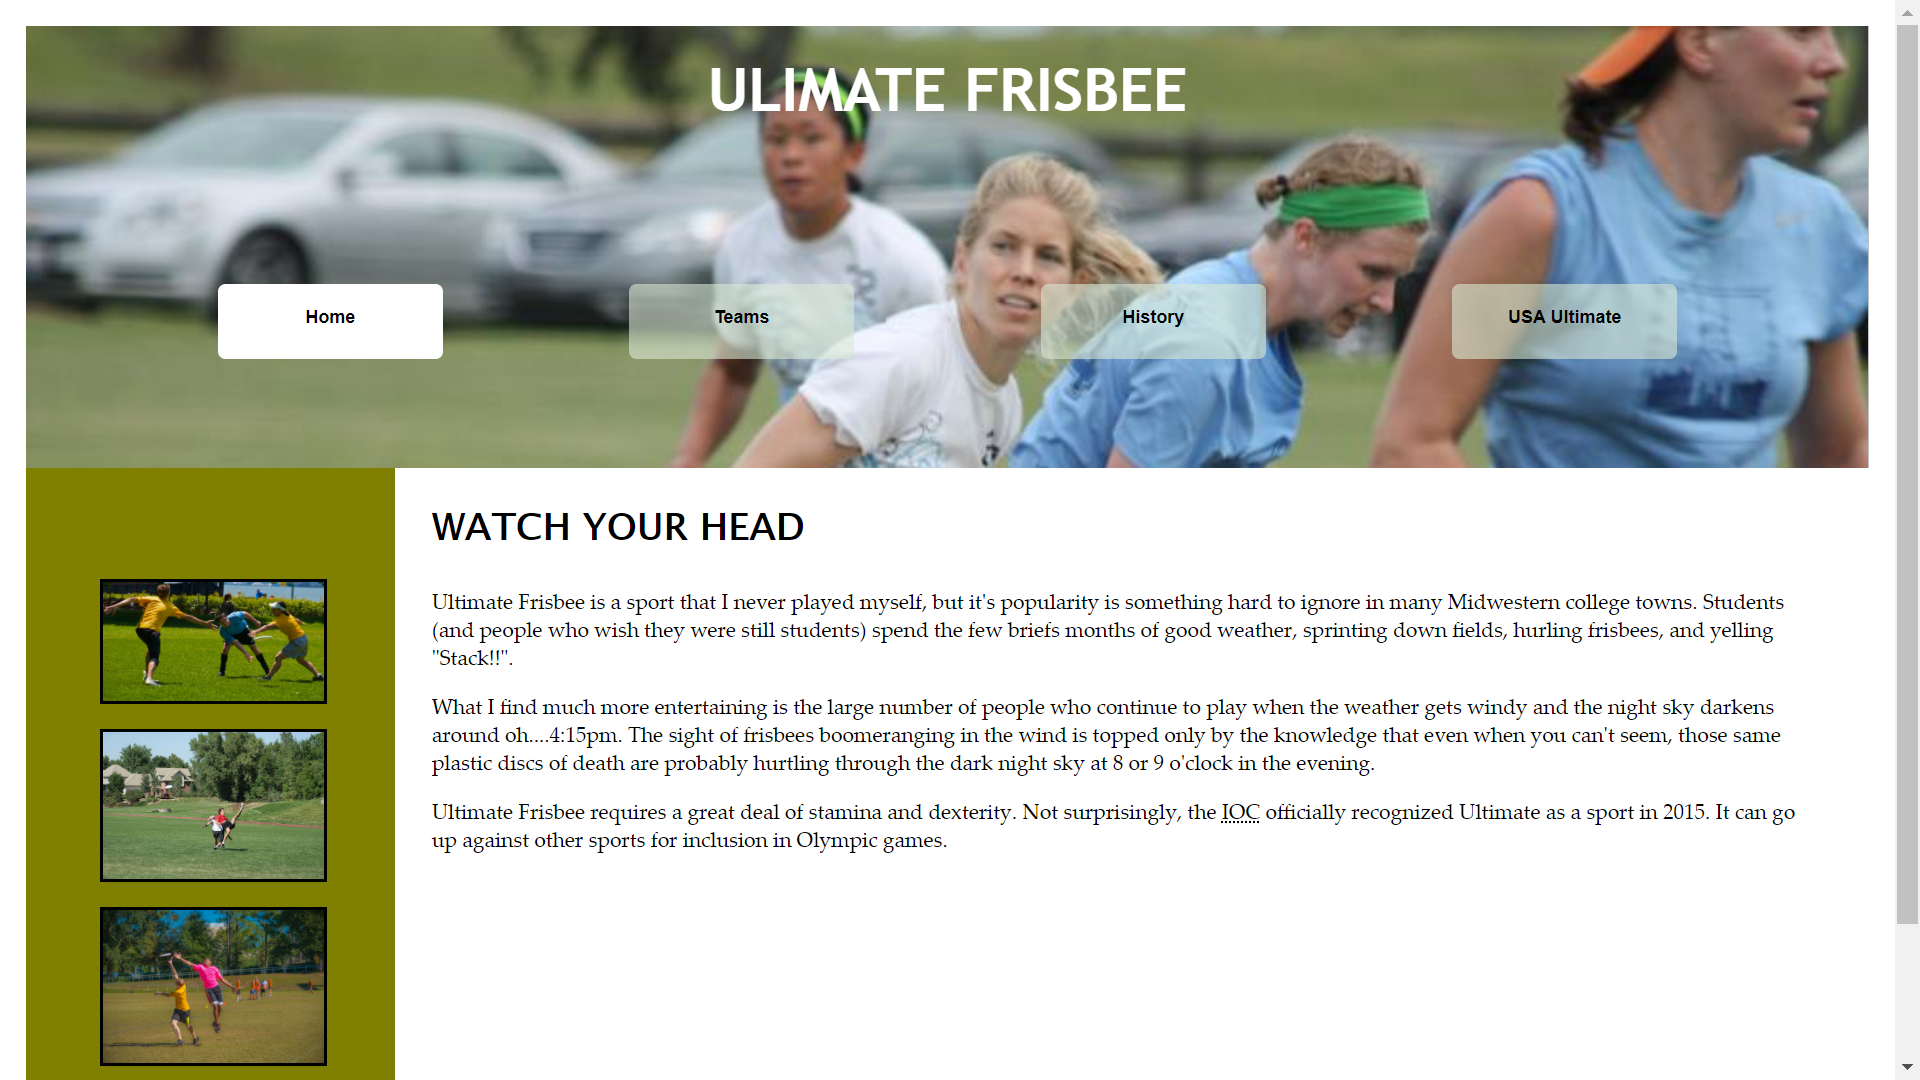 ULIMATE FRISBEE
Home
Teams
History
USA Ultimate
WATCH YOUR HEAD
Ultimate Frisbee is a sport that I never played myself, but it's popularity is something hard to ignore in many Midwestern college towns. Students
(and people who wish they were still students) spend the few briefs months of good weather, sprinting down fields, hurling frisbees, and yelling
"Stack!!".
What I find much more entertaining is the large number of people who continue to play when the weather gets windy and the night sky darkens
around oh....4:15pm. The sight of frisbees boomeranging in the wind is topped only by the knowledge that even when you can't seem, those same
plastic discs of death are probably hurtling through the dark night sky at 8 or 9 o'clock in the evening.
Ultimate Frisbee requires a great deal of stamina and dexterity. Not surprisingly, the IOC officially recognized Ultimate as a sport in 2015. It can go
up against other sports for inclusion in Olympic games.